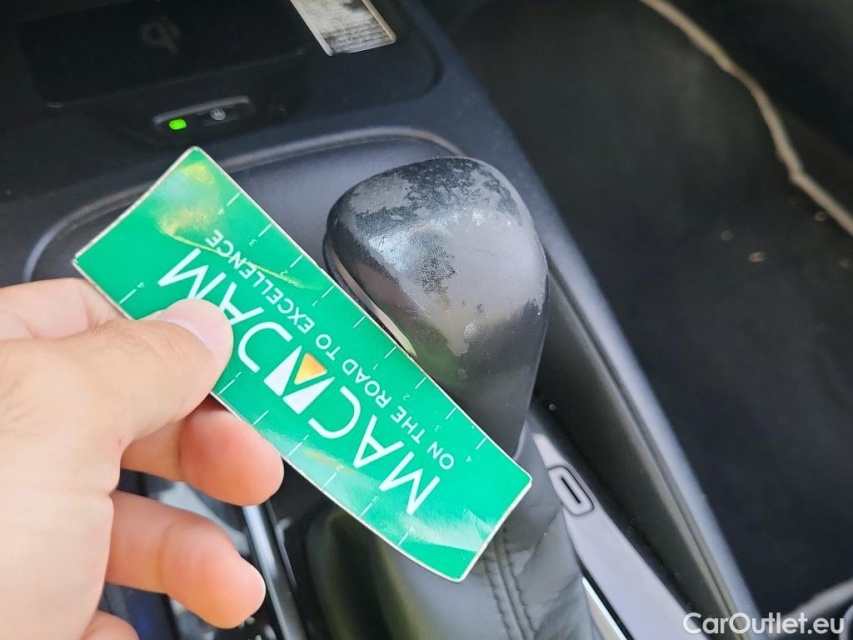 MACADAM
ON THE ROAD TO EXCELLENCE
CarOutlet.eu